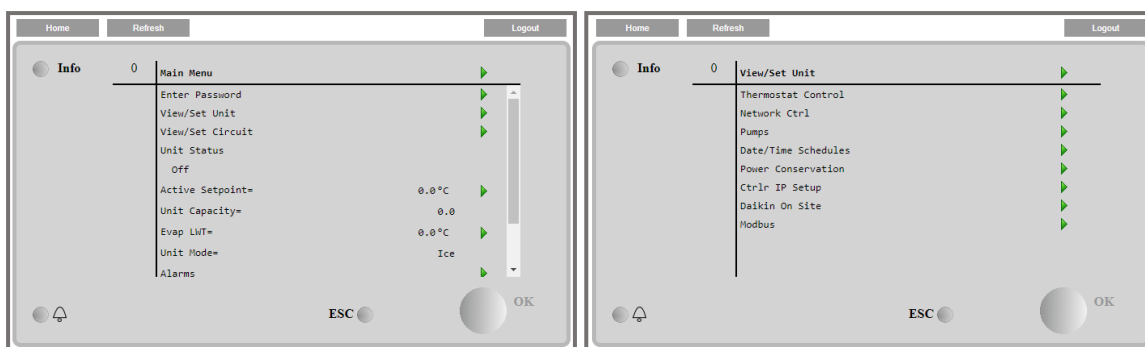 Home Refresh Logout
Info 0 Main Menu
Enter Password
View/Set Unit
View/Set Circuit
Unit Status
Off
Active Setpoint= 0.0°C
Unit Capacity= 0.0
Evap LWT= 0.0°C
Unit Mode= Ice
Alarms
ESC OK
Home Refresh Logout
Info 0 View/Set Unit
Thermostat Control
Network Ctrl
Pumps
Date/Time Schedules
Power Conservation
Ctrlr IP Setup
Daikin On Site
Modbus
ESC OK